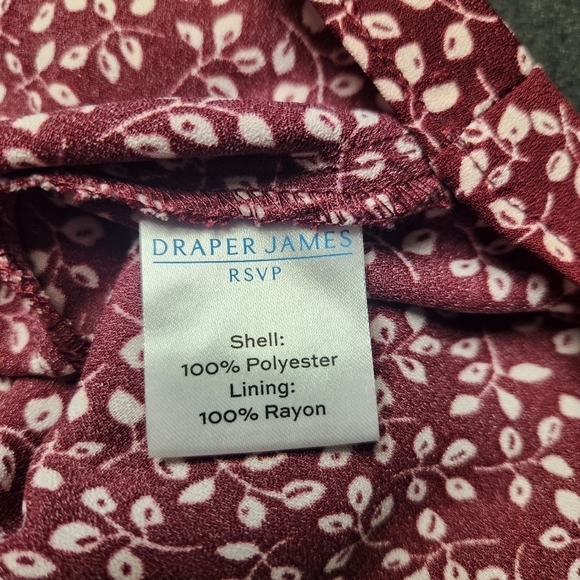 DRAPER JAMES
RSVP
Shell:
100% Polyester
Lining:
100% Rayon